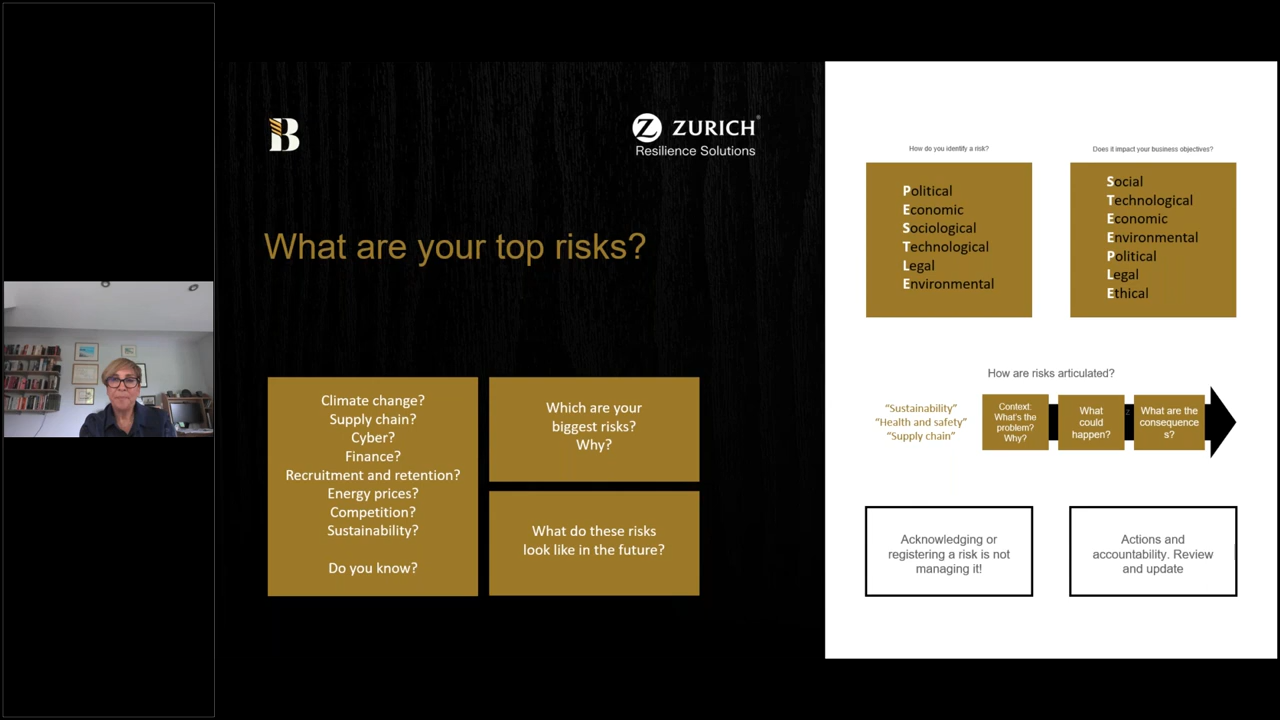 B
Z ZURICH®
Resilience Solutions
What are your top risks?
Climate change?
Supply chain?
Cyber?
Finance?
Recruitment and retention?
Energy prices?
Competition?
Sustainability?
Do you know?
Which are your
biggest risks?
Why?
What do these risks
look like in the future?
How do you identify a risk?
Political
Economic
Sociological
Technological
Legal
Environmental
Does it impact your business objectives?
Social
Technological
Economic
Environmental
Political
Legal
Ethical
How are risks articulated?
“Sustainability”
“Health and safety”
“Supply chain”
Context:
What's the
problem?
Why?
What
could
happen?
z
What are the
consequence
s?
Acknowledging or
registering a risk is not
managing it!
Actions and
accountability. Review
and update